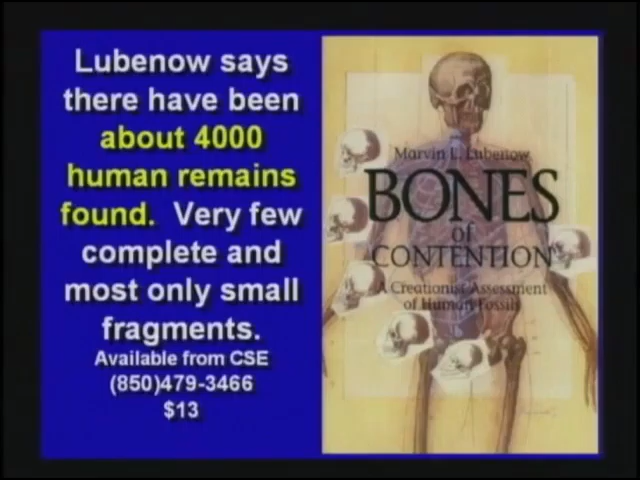 Lubenow says
there have been
about 4000
human remains
found. Very few
complete and
most only small
fragments.
Available from CSE
(850)479-3466
$13
Marvin L. Lubenow
BONES
of
CONTENTION
A Creationist Assessment
of Human Fossils